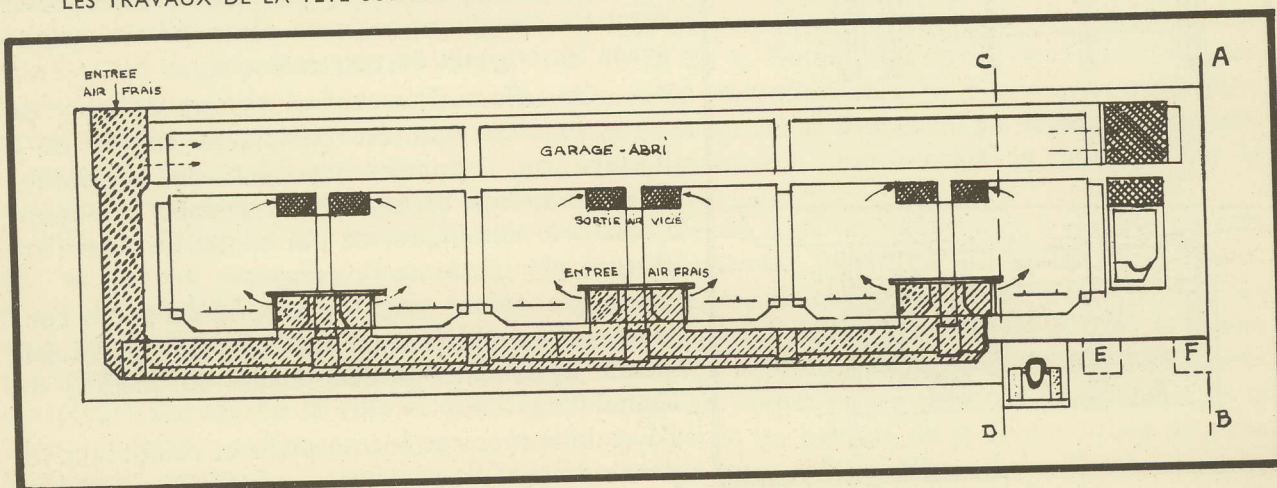 LES TRAVAUX DE LA TÊTE
C
A
ENTREE
AIR FRAIS
GARAGE-ABRI
SORTIE AIR VICIÉ
ENTREE AIR FRAIS
E
F
D
B